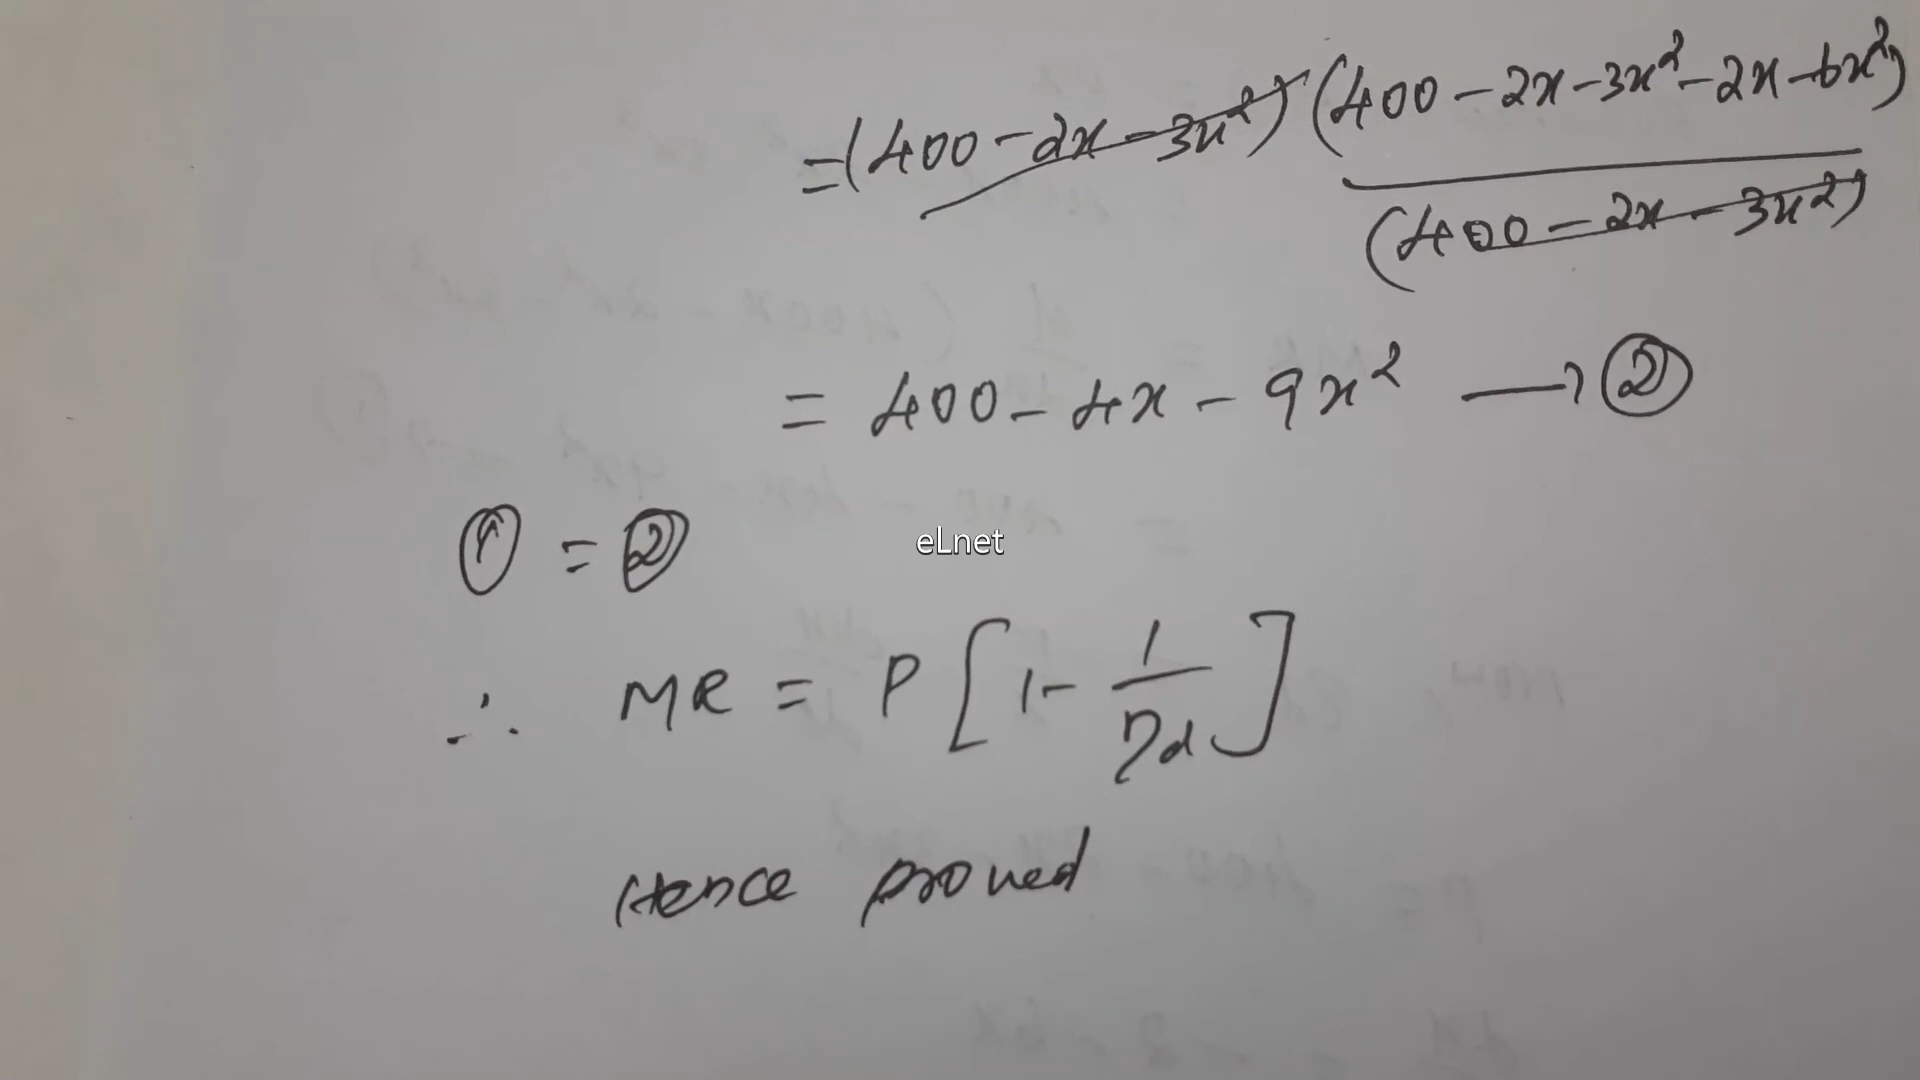 =(400-2x-3x²)(400-2x-3x²-2x-6x²)
(400-2x-3x²)
= 400-4x-9x² → ②
① = ②
eLnet
∴ MR = P[1-1/ηd]
Hence proved